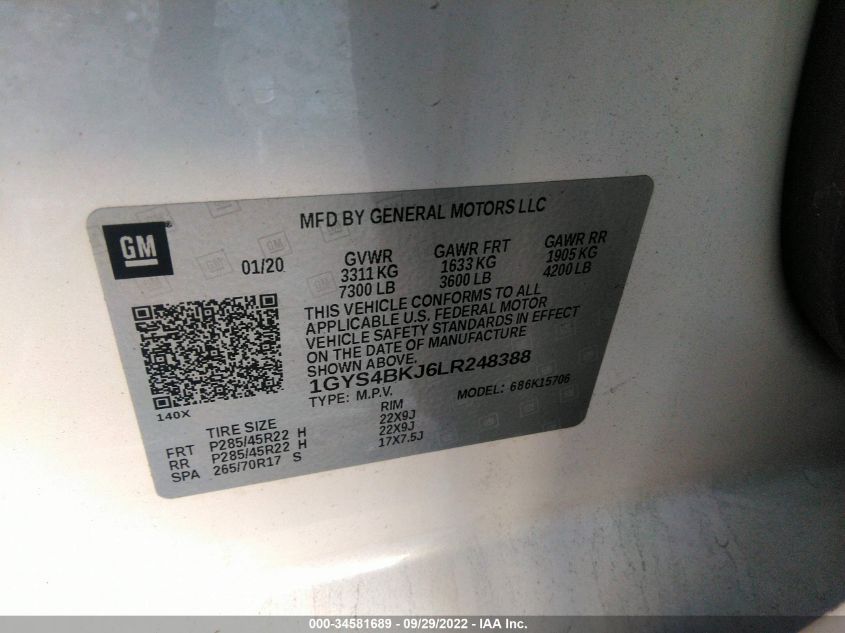 GM
MFD BY GENERAL MOTORS LLC
01/20
GVWR GAWR FRT GAWR RR
3311 KG 1633 KG 1905 KG
7300 LB 3600 LB 4200 LB
THIS VEHICLE CONFORMS TO ALL
APPLICABLE U.S. FEDERAL MOTOR
VEHICLE SAFETY STANDARDS IN EFFECT
ON THE DATE OF MANUFACTURE
SHOWN ABOVE.
1GYS4BKJ6LR248388
TYPE: M.P.V. MODEL: 686K15706
140X
TIRE SIZE RIM
FRT P285/45R22 H 22X9J
RR P285/45R22 H 22X9J
SPA 265/70R17 S 17X7.5J
000-34581689 - 09/29/2022 - IAA Inc.